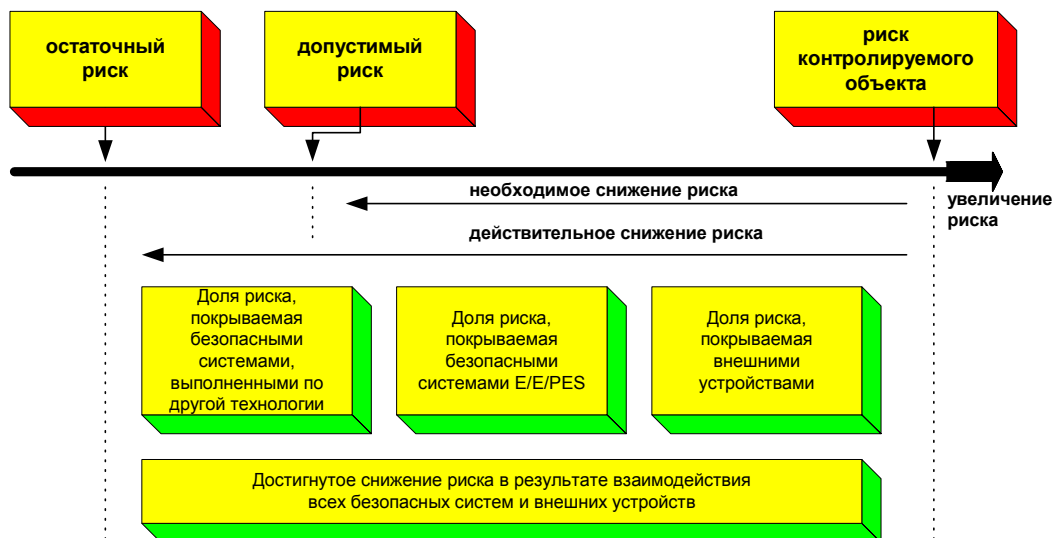 остаточный
риск
допустимый
риск
риск
контролируемого
объекта
необходимое снижение риска
увеличение
риска
действительное снижение риска
Доля риска,
покрываемая
безопасными
системами,
выполненными по
другой технологии
Доля риска,
покрываемая
безопасными
системами E/E/PES
Доля риска,
покрываемая
внешними
устройствами
Достигнутое снижение риска в результате взаимодействия
всех безопасных систем и внешних устройств